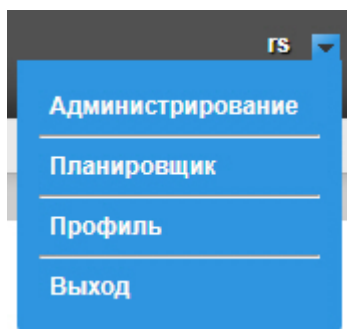 rs
Администрирование
Планировщик
Профиль
Выход